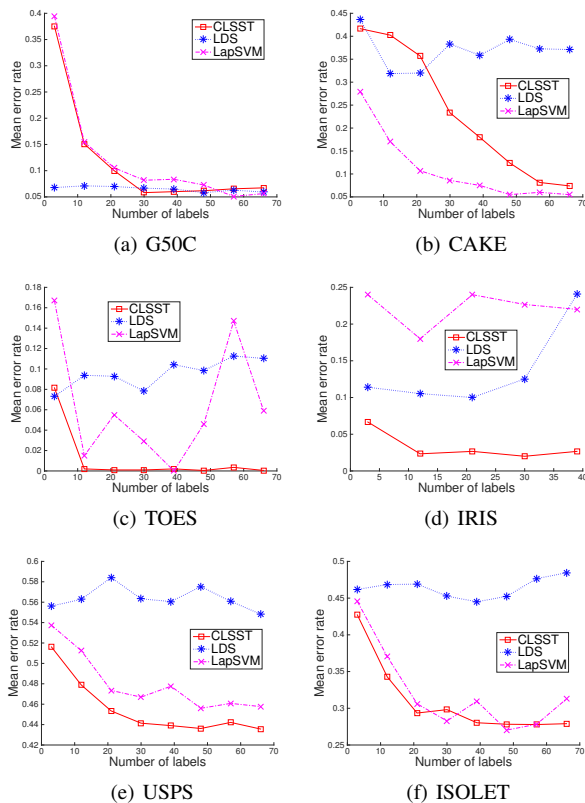 0.4
0.35
0.3
0.25
0.2
0.15
0.1
0.05
Mean error rate
CLSST
LDS
LapSVM
0 10 20 30 40 50 60 70
Number of labels
(a) G50C
0.45
0.4
0.35
0.3
0.25
0.2
0.15
0.1
0.05
Mean error rate
CLSST
LDS
LapSVM
0 10 20 30 40 50 60 70
Number of labels
(b) CAKE
0.18
0.16
0.14
0.12
0.1
0.08
0.06
0.04
0.02
0
Mean error rate
CLSST
LDS
LapSVM
0 10 20 30 40 50 60 70
Number of labels
(c) TOES
0.25
0.2
0.15
0.1
0.05
0
Mean error rate
CLSST
LDS
LapSVM
0 5 10 15 20 25 30 35 40
Number of labels
(d) IRIS
0.6
0.58
0.56
0.54
0.52
0.5
0.48
0.46
0.44
0.42
Mean error rate
CLSST
LDS
LapSVM
0 10 20 30 40 50 60 70
Number of labels
(e) USPS
0.5
0.45
0.4
0.35
0.3
0.25
Mean error rate
CLSST
LDS
LapSVM
0 10 20 30 40 50 60 70
Number of labels
(f) ISOLET